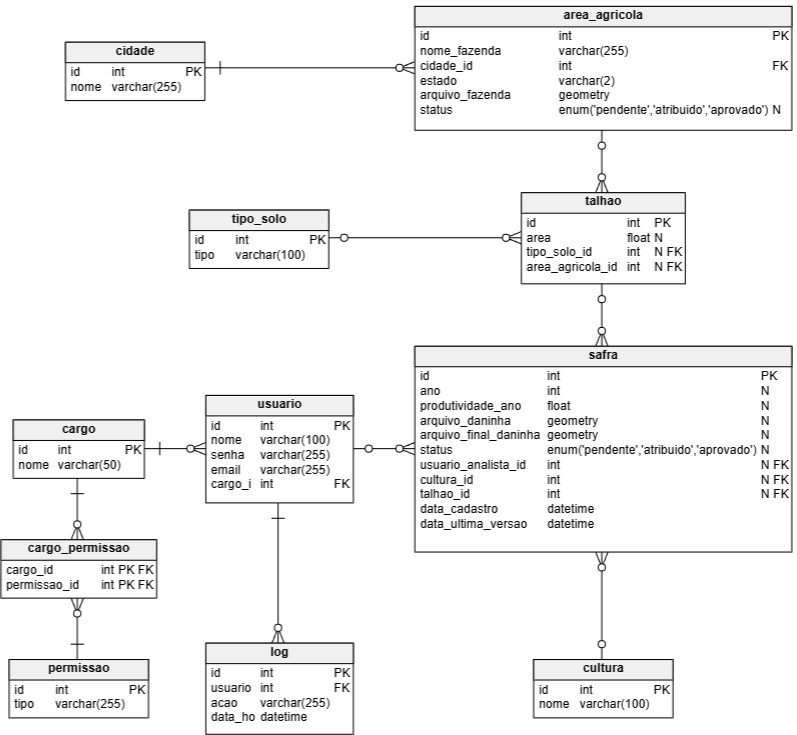 area_agricola
id int PK
nome_fazenda varchar(255)
cidade_id int FK
estado varchar(2)
arquivo_fazenda geometry
status enum('pendente','atribuido','aprovado') N
cidade
id int PK
nome varchar(255)
talhao
id int PK
area float N
tipo_solo_id int N FK
area_agricola_id int N FK
tipo_solo
id int PK
tipo varchar(100)
safra
id int PK
ano int N
produtividade_ano float N
arquivo_daninha geometry N
arquivo_final_daninha geometry N
status enum('pendente','atribuido','aprovado') N
usuario_analista_id int N FK
cultura_id int N FK
talhao_id int N FK
data_cadastro datetime
data_ultima_versao datetime
usuario
id int PK
nome varchar(100)
senha varchar(255)
email varchar(255)
cargo_i int FK
cargo
id int PK
nome varchar(50)
cargo_permissao
cargo_id int PK FK
permissao_id int PK FK
permissao
id int PK
tipo varchar(255)
log
id int PK
usuario int FK
acao varchar(255)
data_ho datetime
cultura
id int PK
nome varchar(100)